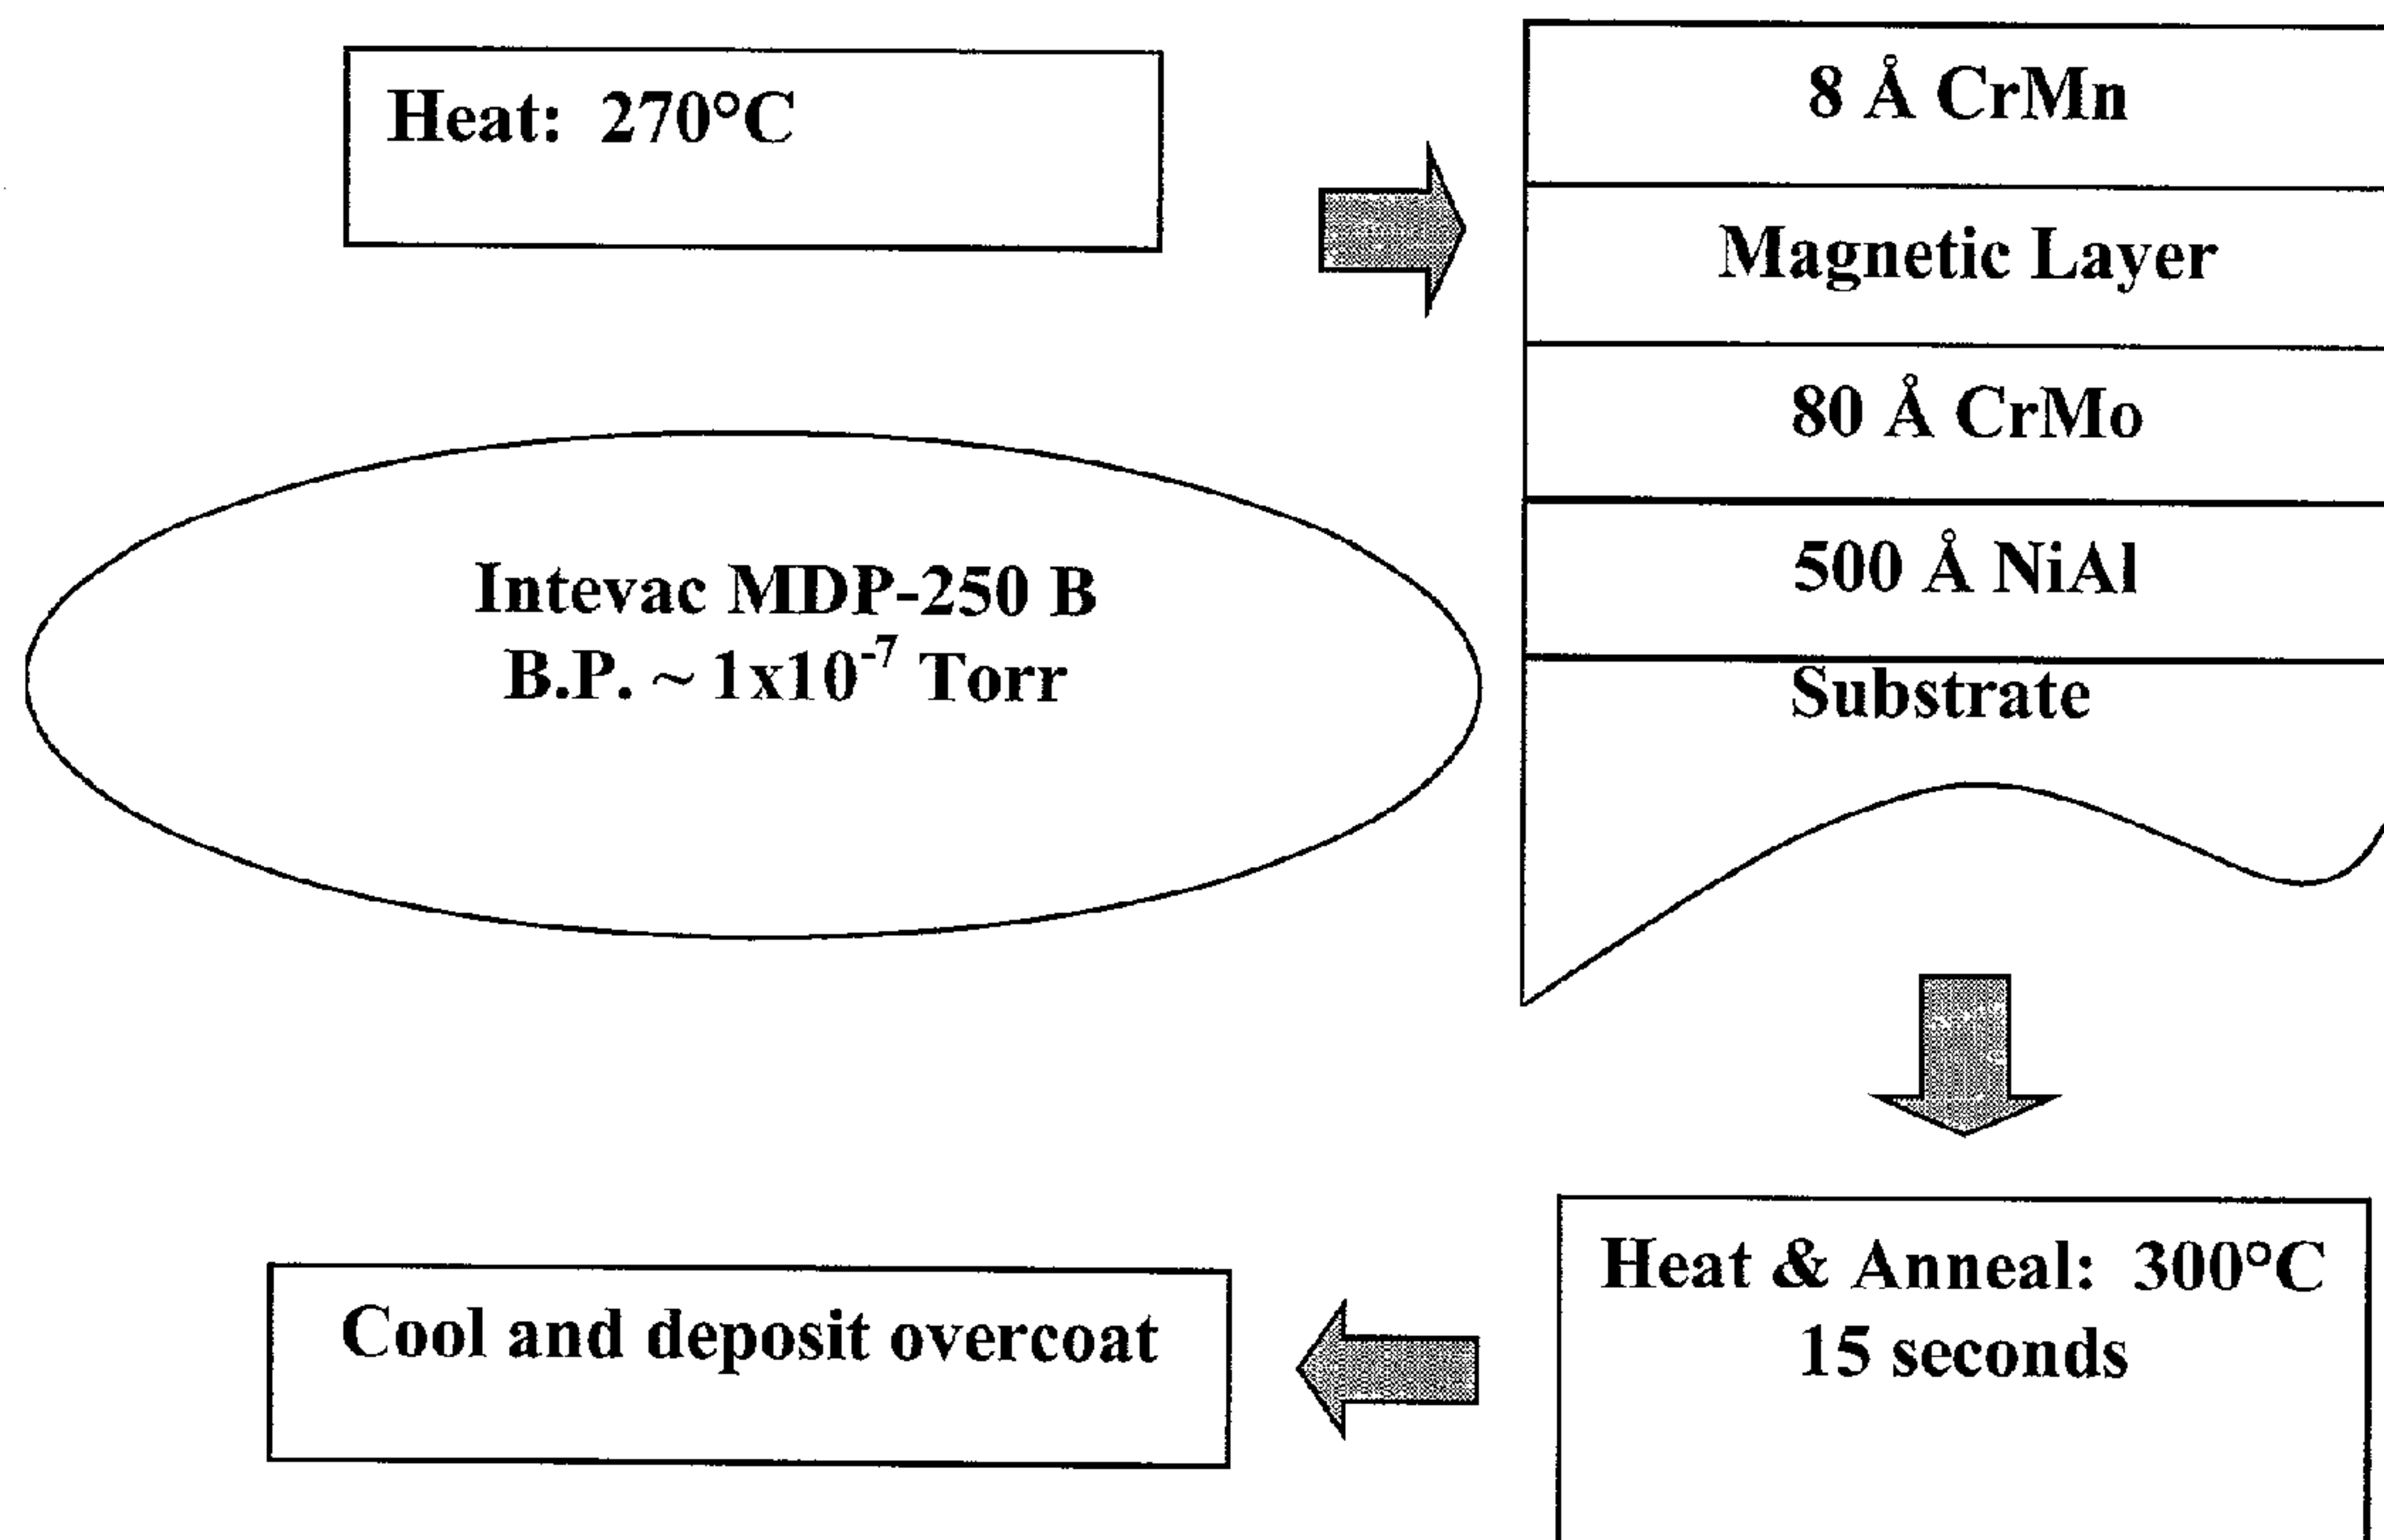 Heat: 270°C
8 Å CrMn
Magnetic Layer
80 Å CrMo
500 Å NiAl
Substrate
Intevac MDP-250 B
B.P. ~ 1x10⁻⁷ Torr
Heat & Anneal: 300°C
15 seconds
Cool and deposit overcoat